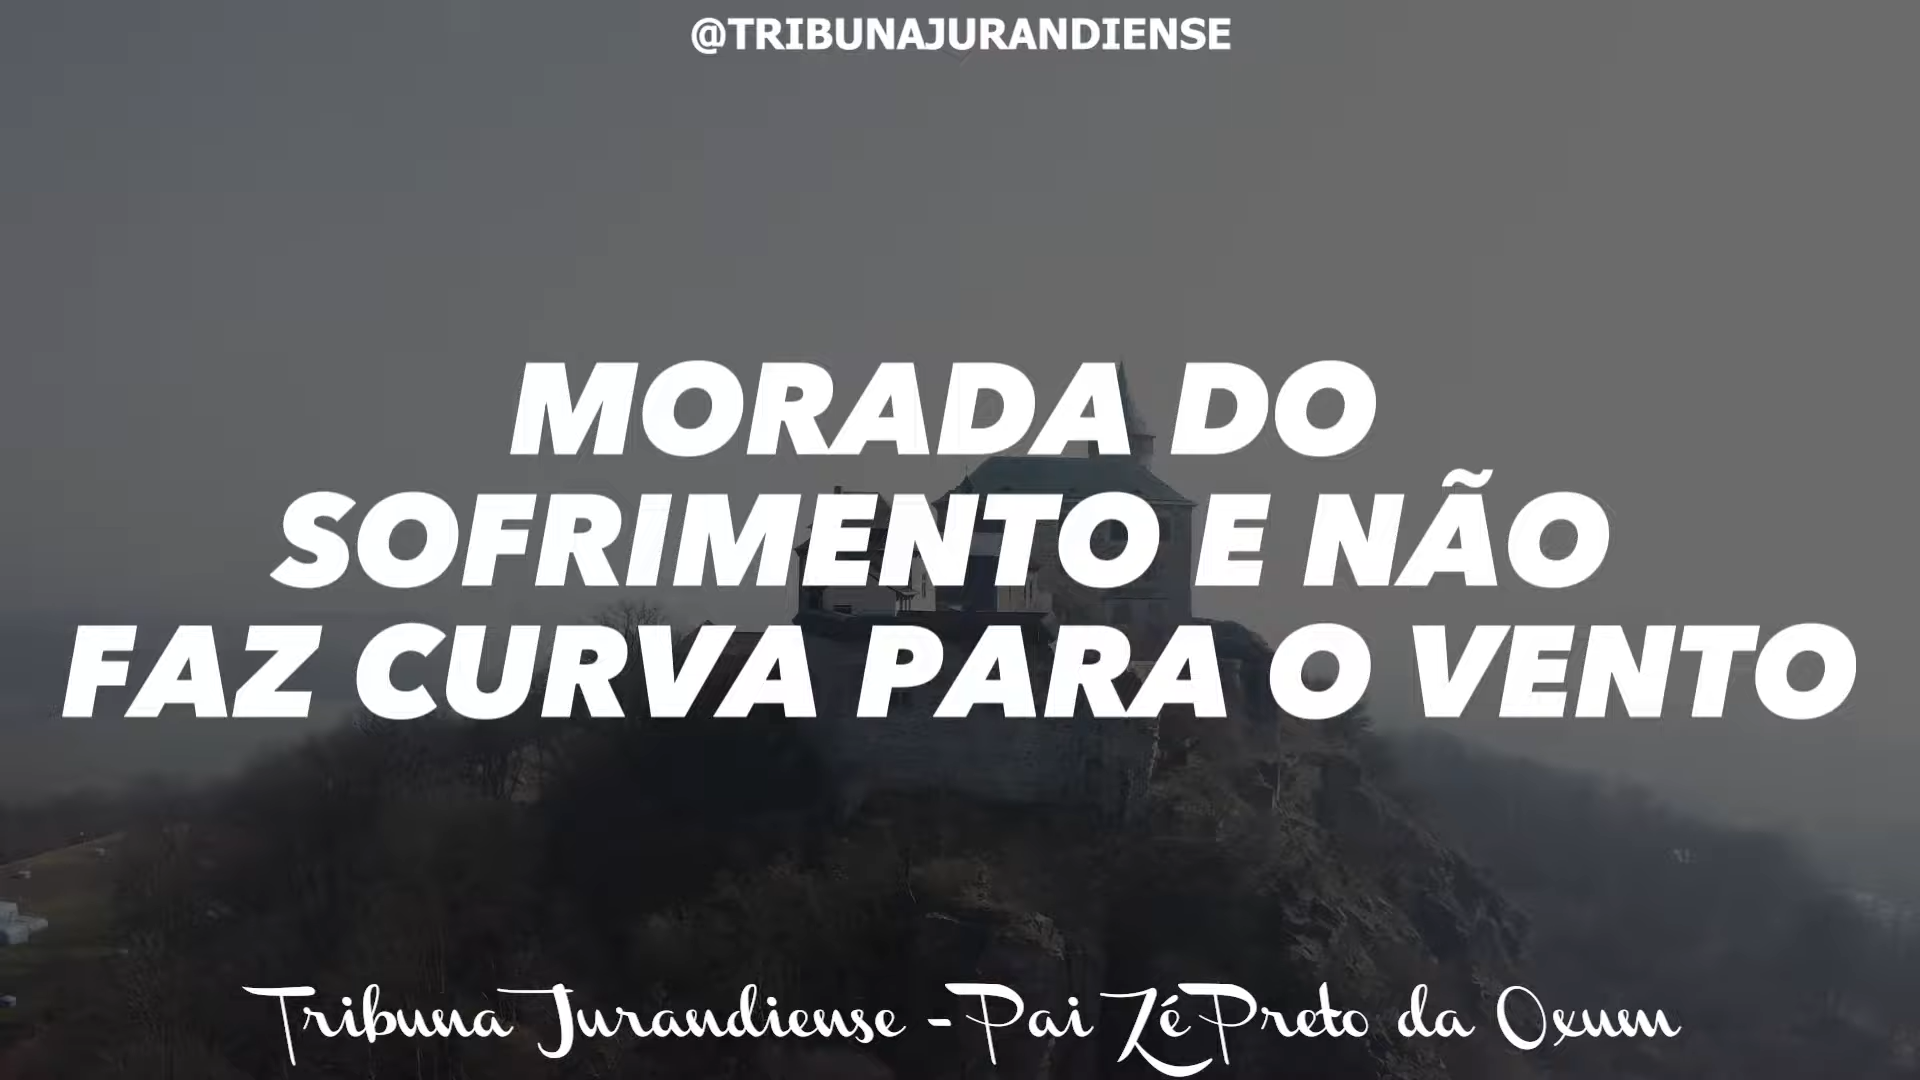 @TRIBUNAJURANDIENSE
MORADA DO
SOFRIMENTO E NÃO
FAZ CURVA PARA O VENTO
Tribuna Jurandiense - Pai Zé Preto da Oxum